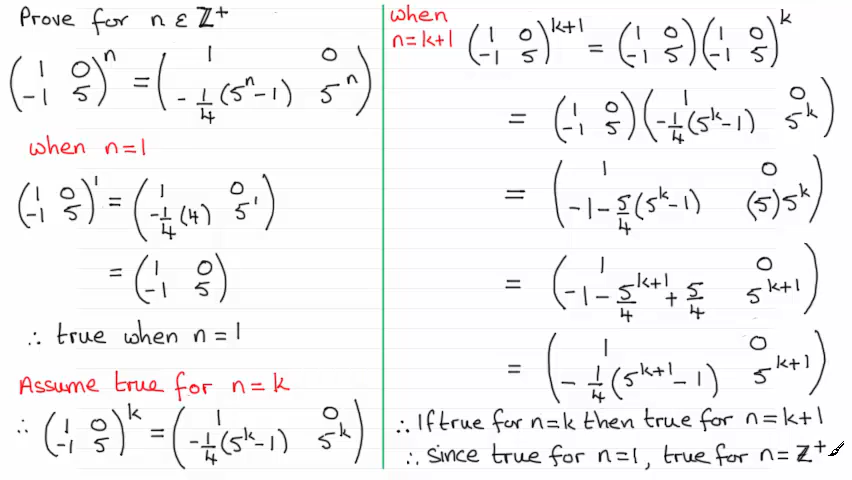 Prove for n ε ℤ⁺
(1 0 / -1 5)ⁿ = (1 0 / -1/4(5ⁿ-1) 5ⁿ)
when n=1
(1 0 / -1 5)¹ = (1 0 / -1/4(4) 5¹)
= (1 0 / -1 5)
∴ true when n=1
Assume true for n=k
∴ (1 0 / -1 5)ᵏ = (1 0 / -1/4(5ᵏ-1) 5ᵏ)
when
n=k+1 (1 0 / -1 5)ᵏ⁺¹ = (1 0 / -1 5)(1 0 / -1 5)ᵏ
= (1 0 / -1 5)(1 0 / -1/4(5ᵏ-1) 5ᵏ)
= (1 0 / -1-5/4(5ᵏ-1) (5)5ᵏ)
= (1 0 / -1-5ᵏ⁺¹/4+5/4 5ᵏ⁺¹)
= (1 0 / -1/4(5ᵏ⁺¹-1) 5ᵏ⁺¹)
∴ If true for n=k then true for n=k+1
∴ since true for n=1, true for n=ℤ⁺